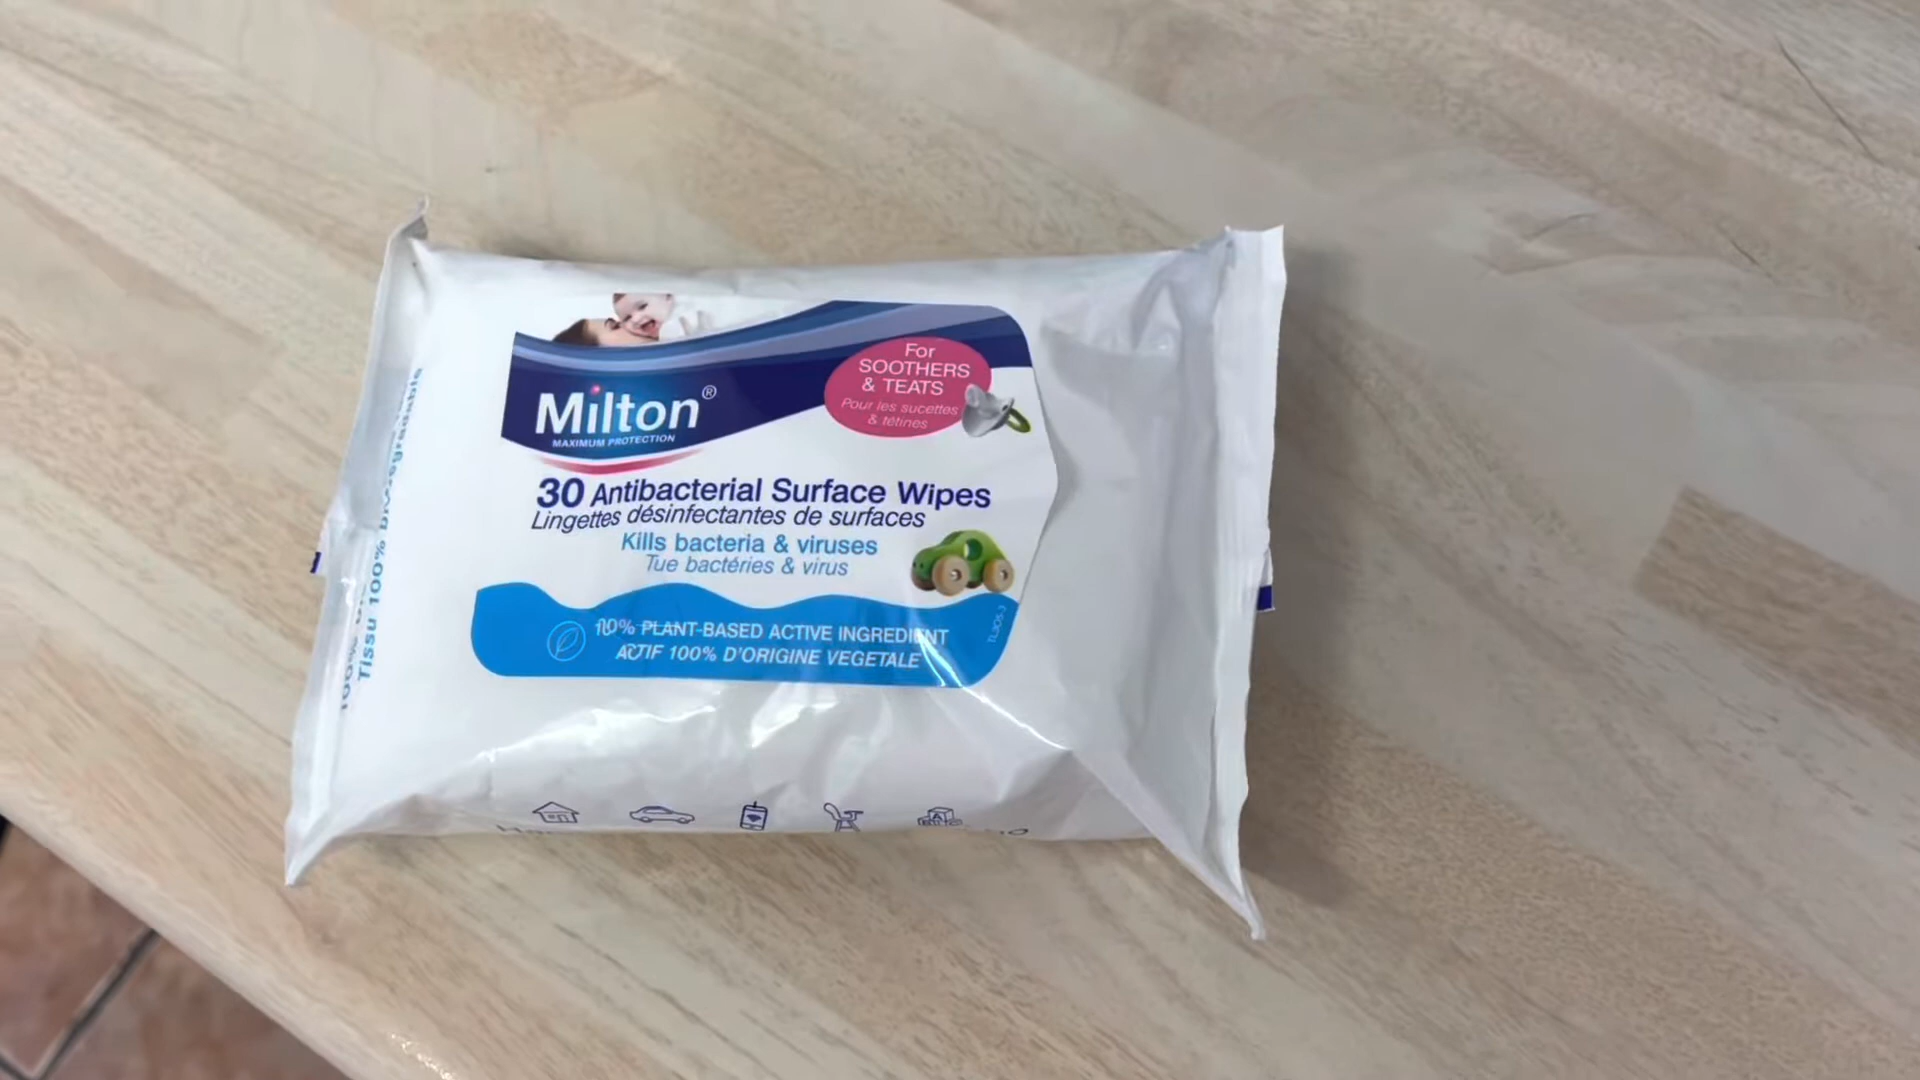 Milton®
MAXIMUM PROTECTION
For
SOOTHERS
& TEATS
Pour les sucettes
& tétines
30 Antibacterial Surface Wipes
Lingettes désinfectantes de surfaces
Kills bacteria & viruses
Tue bactéries & virus
PLANT-BASED ACTIVE INGREDIENT
ACTIF 100% D'ORIGINE VEGETALE
Tissu 100% biodégradable